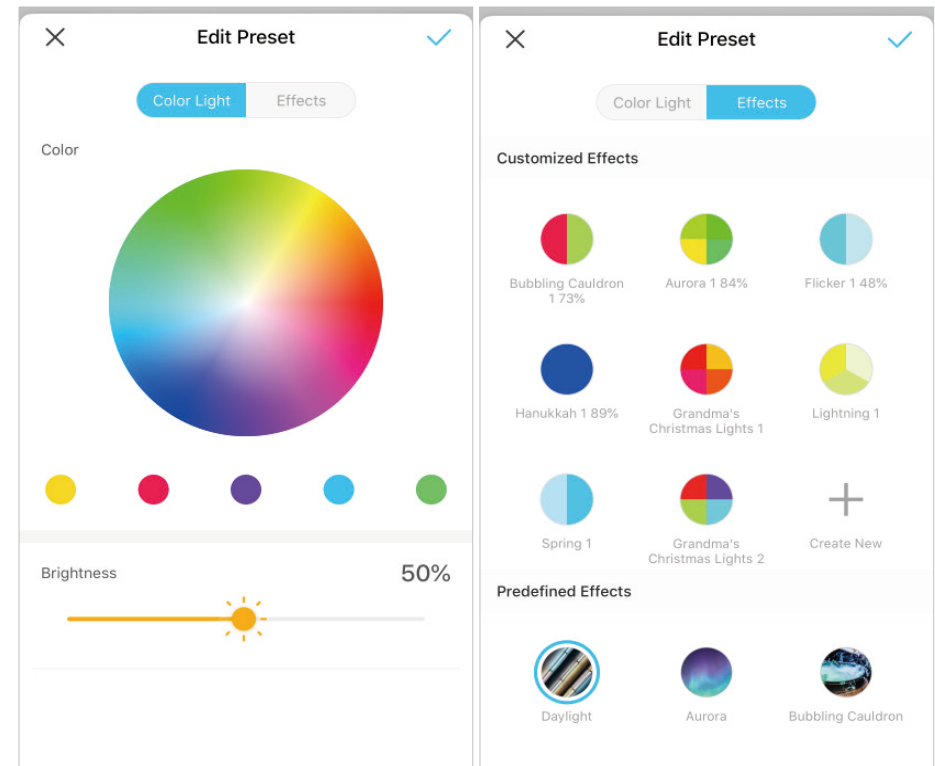 Edit Preset
Color Light
Effects
Color
Brightness
50%
Edit Preset
Color Light
Effects
Customized Effects
Bubbling Cauldron
1 73%
Aurora 1 84%
Flicker 1 48%
Hanukkah 1 89%
Grandma's
Christmas Lights 1
Lightning 1
Spring 1
Grandma's
Christmas Lights 2
Create New
Predefined Effects
Daylight
Aurora
Bubbling Cauldron